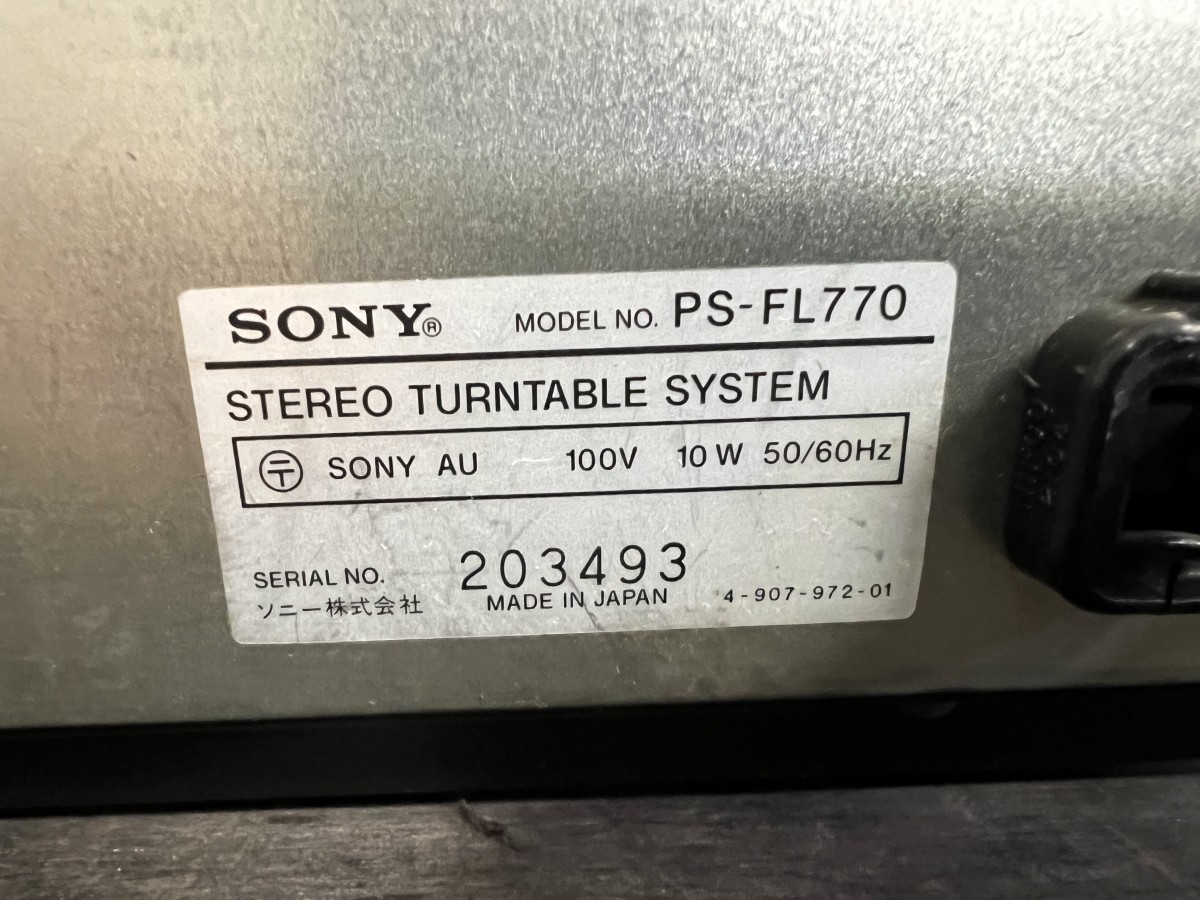 SONY® MODEL NO. PS-FL770
STEREO TURNTABLE SYSTEM
〒 SONY AU 100V 10W 50/60Hz
SERIAL NO. 203493
ソニー株式会社 MADE IN JAPAN 4-907-972-01